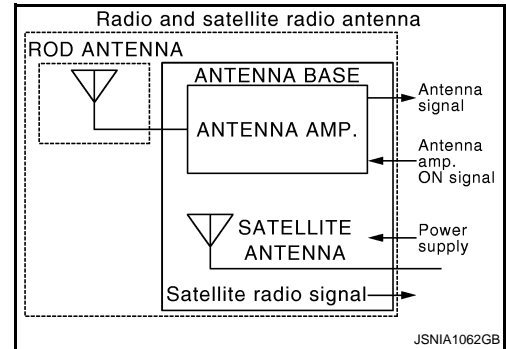 Radio and satellite radio antenna
ROD ANTENNA
ANTENNA BASE
ANTENNA AMP.
Antenna
signal
Antenna
amp.
ON signal
SATELLITE
ANTENNA
Power
supply
Satellite radio signal
JSNIA1062GB